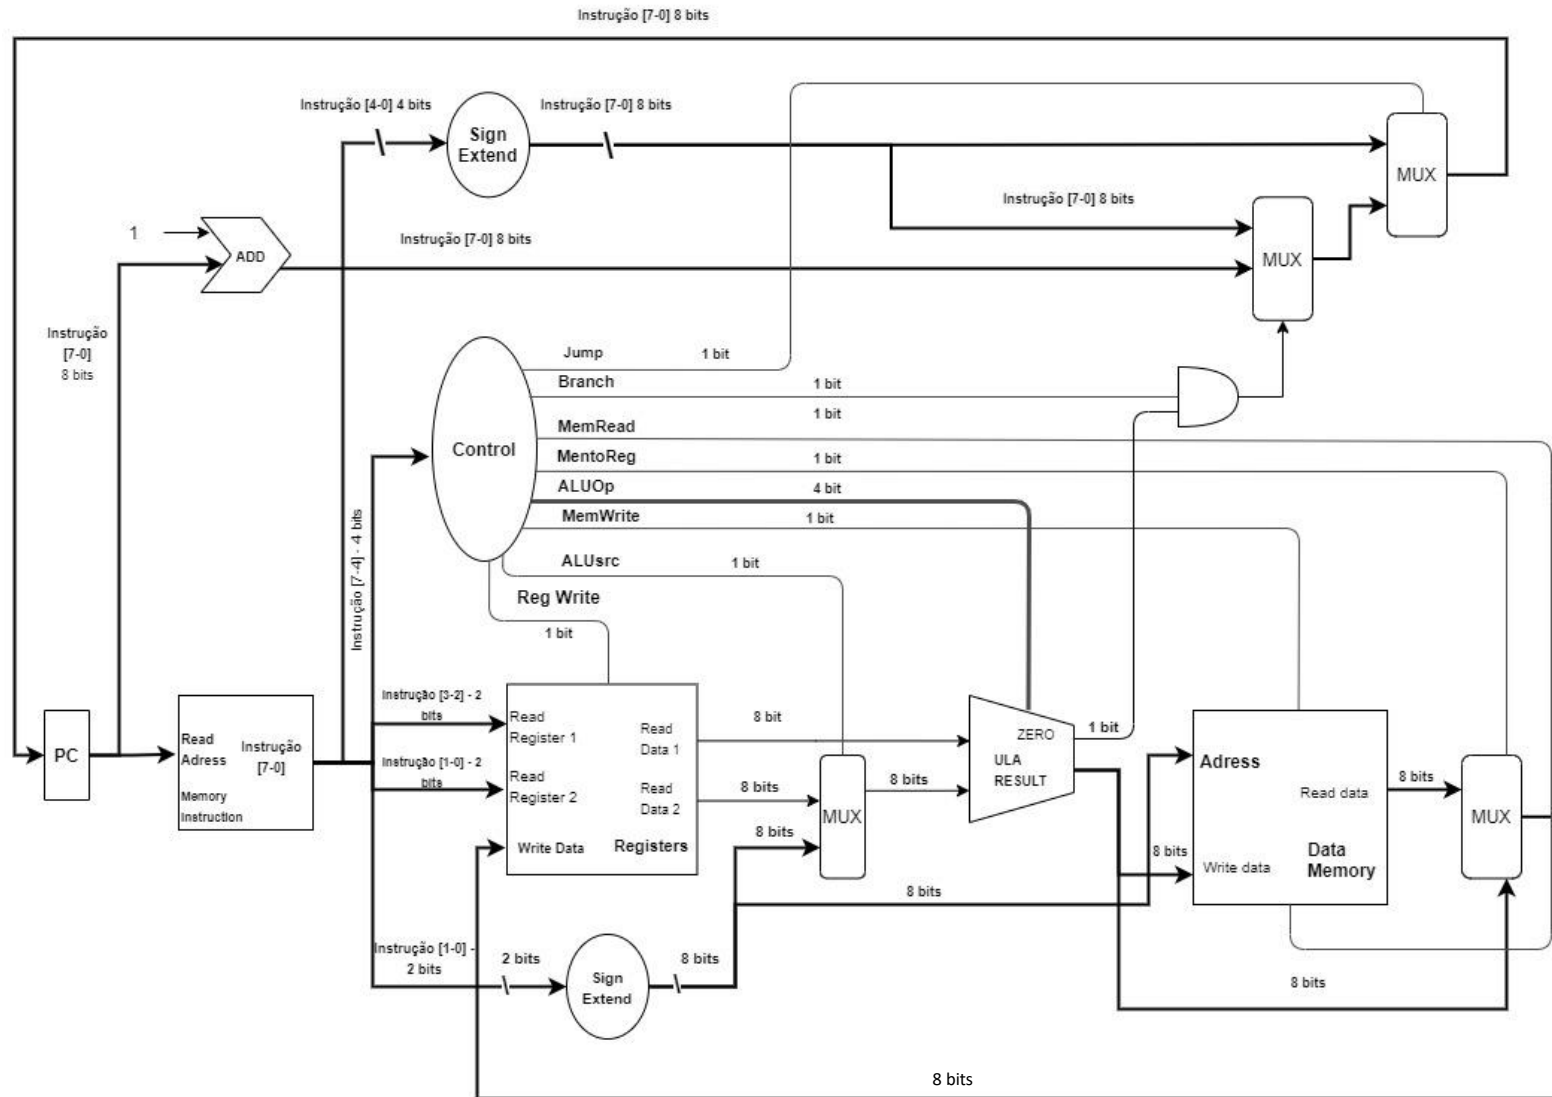 Instrução [7-0] 8 bits
Instrução [4-0] 4 bits
Sign
Extend
Instrução [7-0] 8 bits
MUX
Instrução [7-0] 8 bits
1
ADD
Instrução [7-0] 8 bits
MUX
Instrução
[7-0]
8 bits
Jump
1 bit
Branch
1 bit
1 bit
MemRead
Control
MentoReg
1 bit
ALUOp
4 bit
MemWrite
1 bit
Instrução [7-4] - 4 bits
ALUsrc
1 bit
Reg Write
1 bit
PC
Read
Adress
Instrução
[7-0]
Memory
Instruction
Instrução [3-2] - 2
bits
Instrução [1-0] - 2
bits
Read
Register 1
Read
Register 2
Write Data
Read
Data 1
Read
Data 2
Registers
8 bit
8 bits
8 bits
MUX
8 bits
ZERO
ULA
RESULT
1 bit
Adress
Read data
Write data
Data
Memory
8 bits
8 bits
MUX
8 bits
Instrução [1-0] -
2 bits
2 bits
Sign
Extend
8 bits
8 bits
8 bits